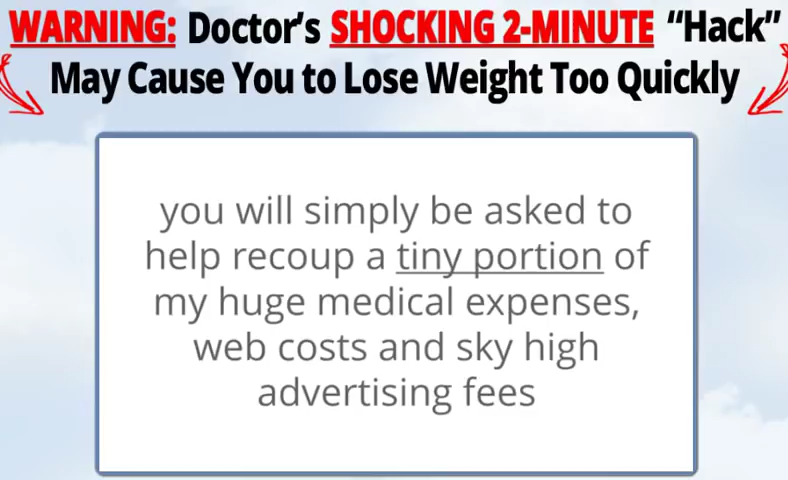 WARNING: Doctor's SHOCKING 2-MINUTE “Hack”
May Cause You to Lose Weight Too Quickly
you will simply be asked to
help recoup a tiny portion of
my huge medical expenses,
web costs and sky high
advertising fees